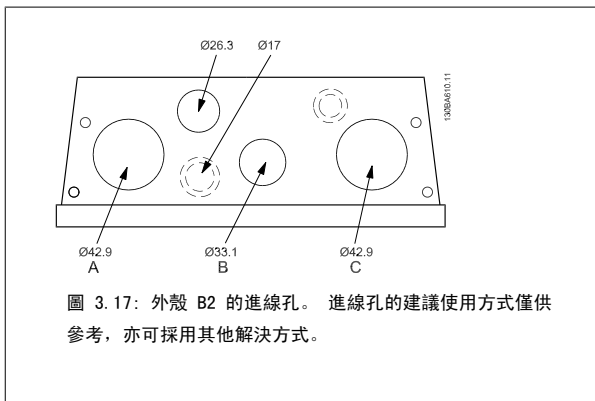 Ø26.3 Ø17
130BA610.11
Ø42.9 Ø33.1 Ø42.9
A B C
圖 3.17: 外殼 B2 的進線孔。 進線孔的建議使用方式僅供
參考，亦可採用其他解決方式。